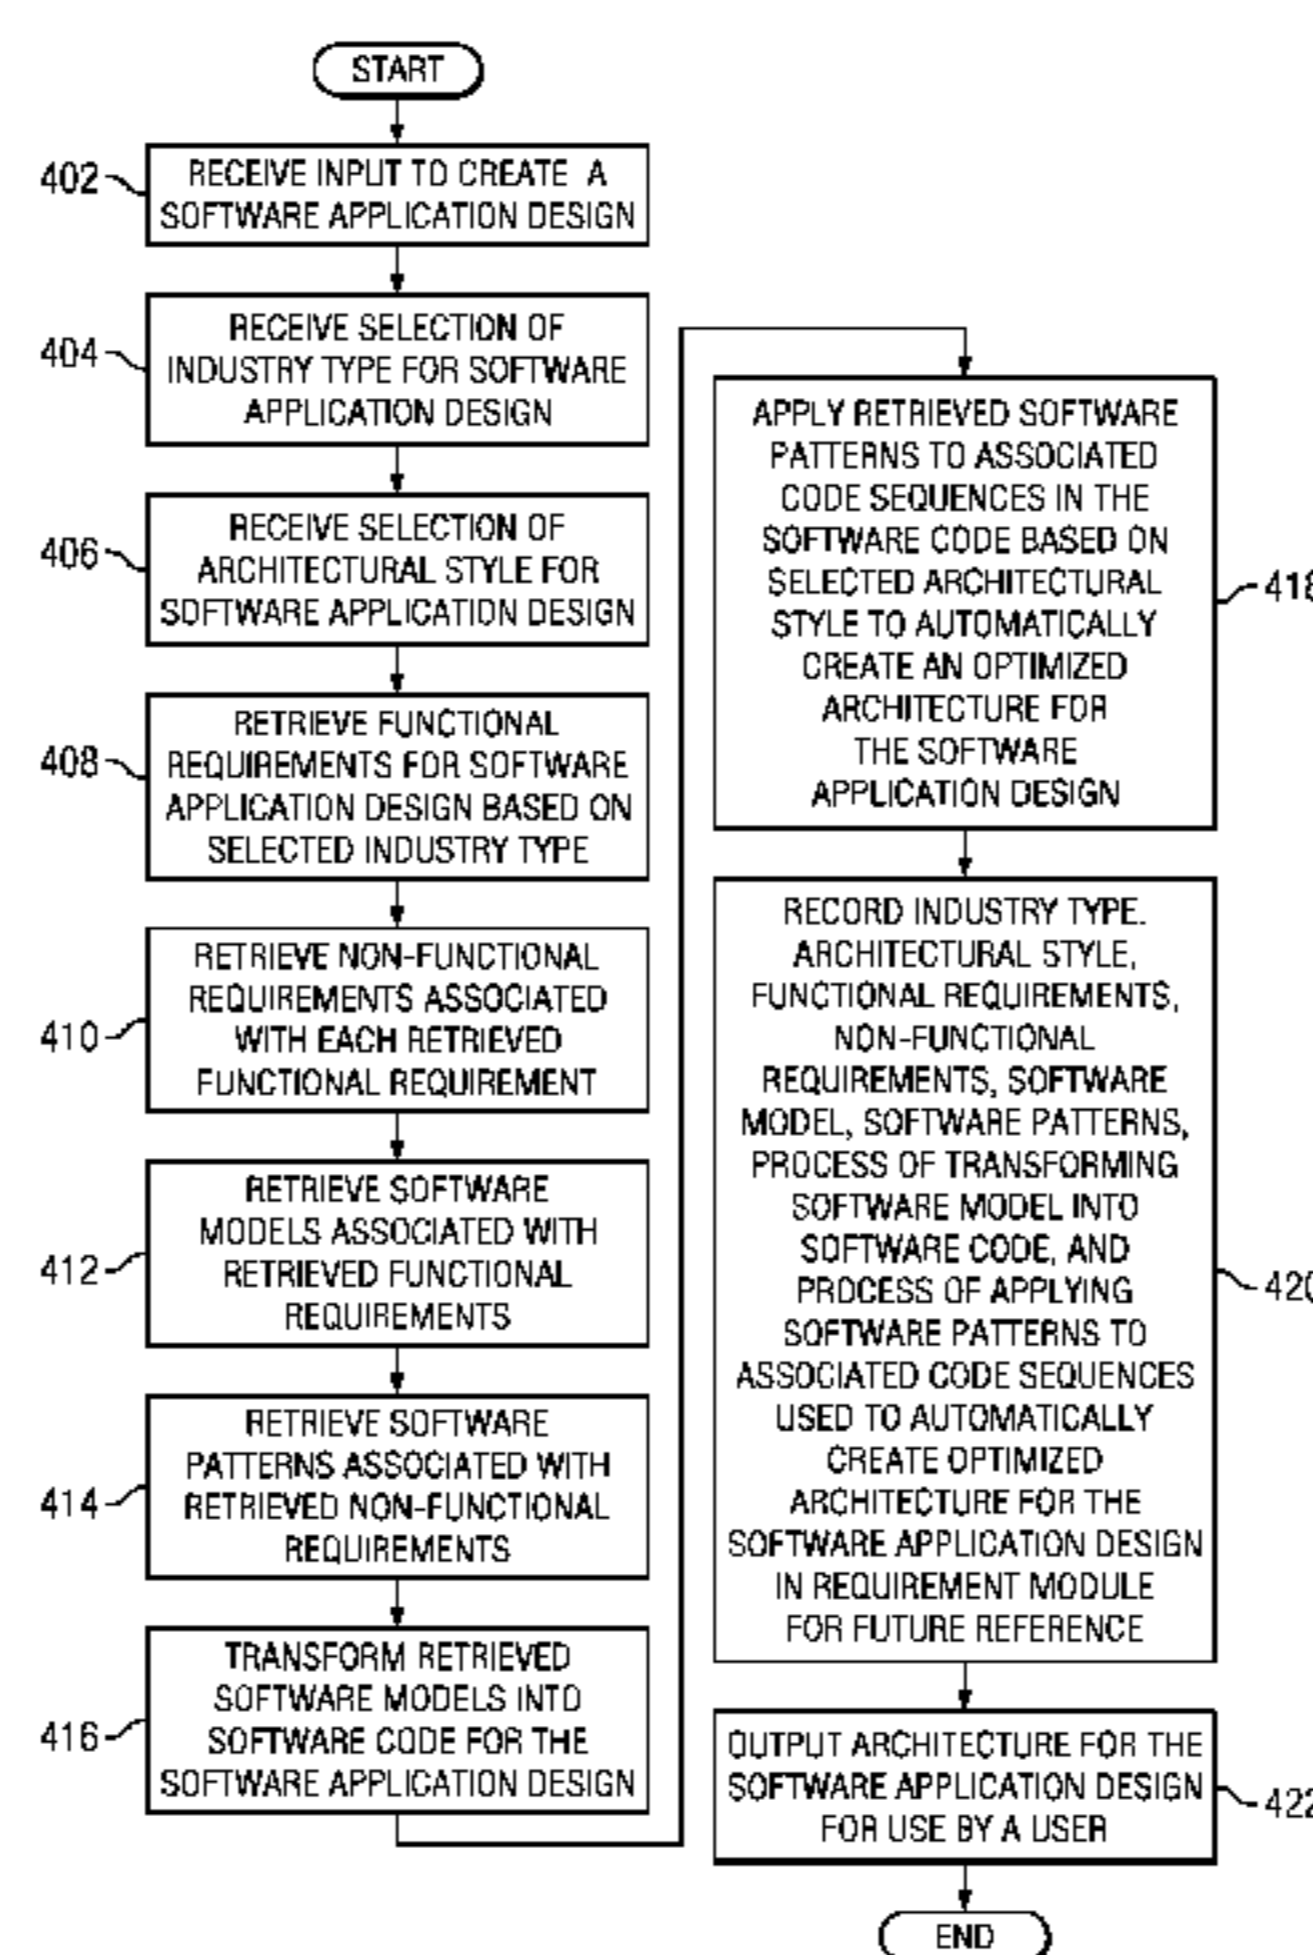 START
402
RECEIVE INPUT TO CREATE A
SOFTWARE APPLICATION DESIGN
404
RECEIVE SELECTION OF
INDUSTRY TYPE FOR SOFTWARE
APPLICATION DESIGN
406
RECEIVE SELECTION OF
ARCHITECTURAL STYLE FOR
SOFTWARE APPLICATION DESIGN
408
RETRIEVE FUNCTIONAL
REQUIREMENTS FOR SOFTWARE
APPLICATION DESIGN BASED ON
SELECTED INDUSTRY TYPE
410
RETRIEVE NON-FUNCTIONAL
REQUIREMENTS ASSOCIATED
WITH EACH RETRIEVED
FUNCTIONAL REQUIREMENT
412
RETRIEVE SOFTWARE
MODELS ASSOCIATED WITH
RETRIEVED FUNCTIONAL
REQUIREMENTS
414
RETRIEVE SOFTWARE
PATTERNS ASSOCIATED WITH
RETRIEVED NON-FUNCTIONAL
REQUIREMENTS
416
TRANSFORM RETRIEVED
SOFTWARE MODELS INTO
SOFTWARE CODE FOR THE
SOFTWARE APPLICATION DESIGN
APPLY RETRIEVED SOFTWARE
PATTERNS TO ASSOCIATED
CODE SEQUENCES IN THE
SOFTWARE CODE BASED ON
SELECTED ARCHITECTURAL
STYLE TO AUTOMATICALLY
CREATE AN OPTIMIZED
ARCHITECTURE FOR
THE SOFTWARE
APPLICATION DESIGN
418
RECORD INDUSTRY TYPE.
ARCHITECTURAL STYLE,
FUNCTIONAL REQUIREMENTS,
NON-FUNCTIONAL
REQUIREMENTS, SOFTWARE
MODEL, SOFTWARE PATTERNS,
PROCESS OF TRANSFORMING
SOFTWARE MODEL INTO
SOFTWARE CODE, AND
PROCESS OF APPLYING
SOFTWARE PATTERNS TO
ASSOCIATED CODE SEQUENCES
USED TO AUTOMATICALLY
CREATE OPTIMIZED
ARCHITECTURE FOR THE
SOFTWARE APPLICATION DESIGN
IN REQUIREMENT MODULE
FOR FUTURE REFERENCE
420
OUTPUT ARCHITECTURE FOR THE
SOFTWARE APPLICATION DESIGN
FOR USE BY A USER
422
END